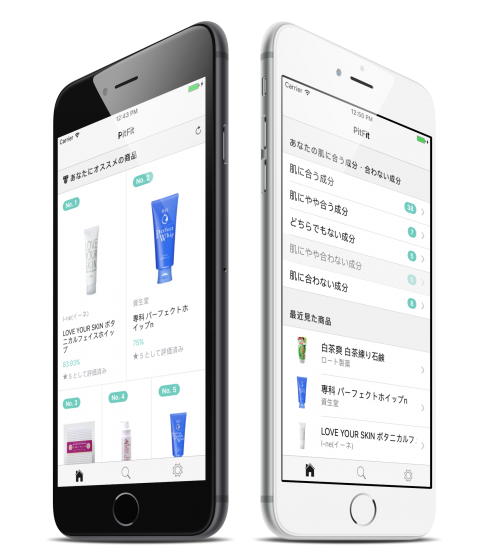 Carrier
12:43 PM
PitFit
あなたにオススメの商品
No. 1
No. 2
LOVE YOUR SKIN
Perfect Whip
i-ne(イーネ)
LOVE YOUR SKIN ボタ
ニカルフェイスホイッ
プ
★5として評価済み
資生堂
専科 パーフェクトホ
イップn
76%
★5として評価済み
No. 3
No. 4
No. 5
Carrier
12:50 PM
PitFit
あなたの肌に合う成分・合わない成分
肌に合う成分
38
肌にやや合う成分
7
どちらでもない成分
肌にやや合わない成分
肌に合わない成分
最近見た商品
白茶爽 白茶練り石鹸
ロート製薬
専科 パーフェクトホイップn
資生堂
LOVE YOUR SKIN ボタニカルフ
i-ne(イーネ)